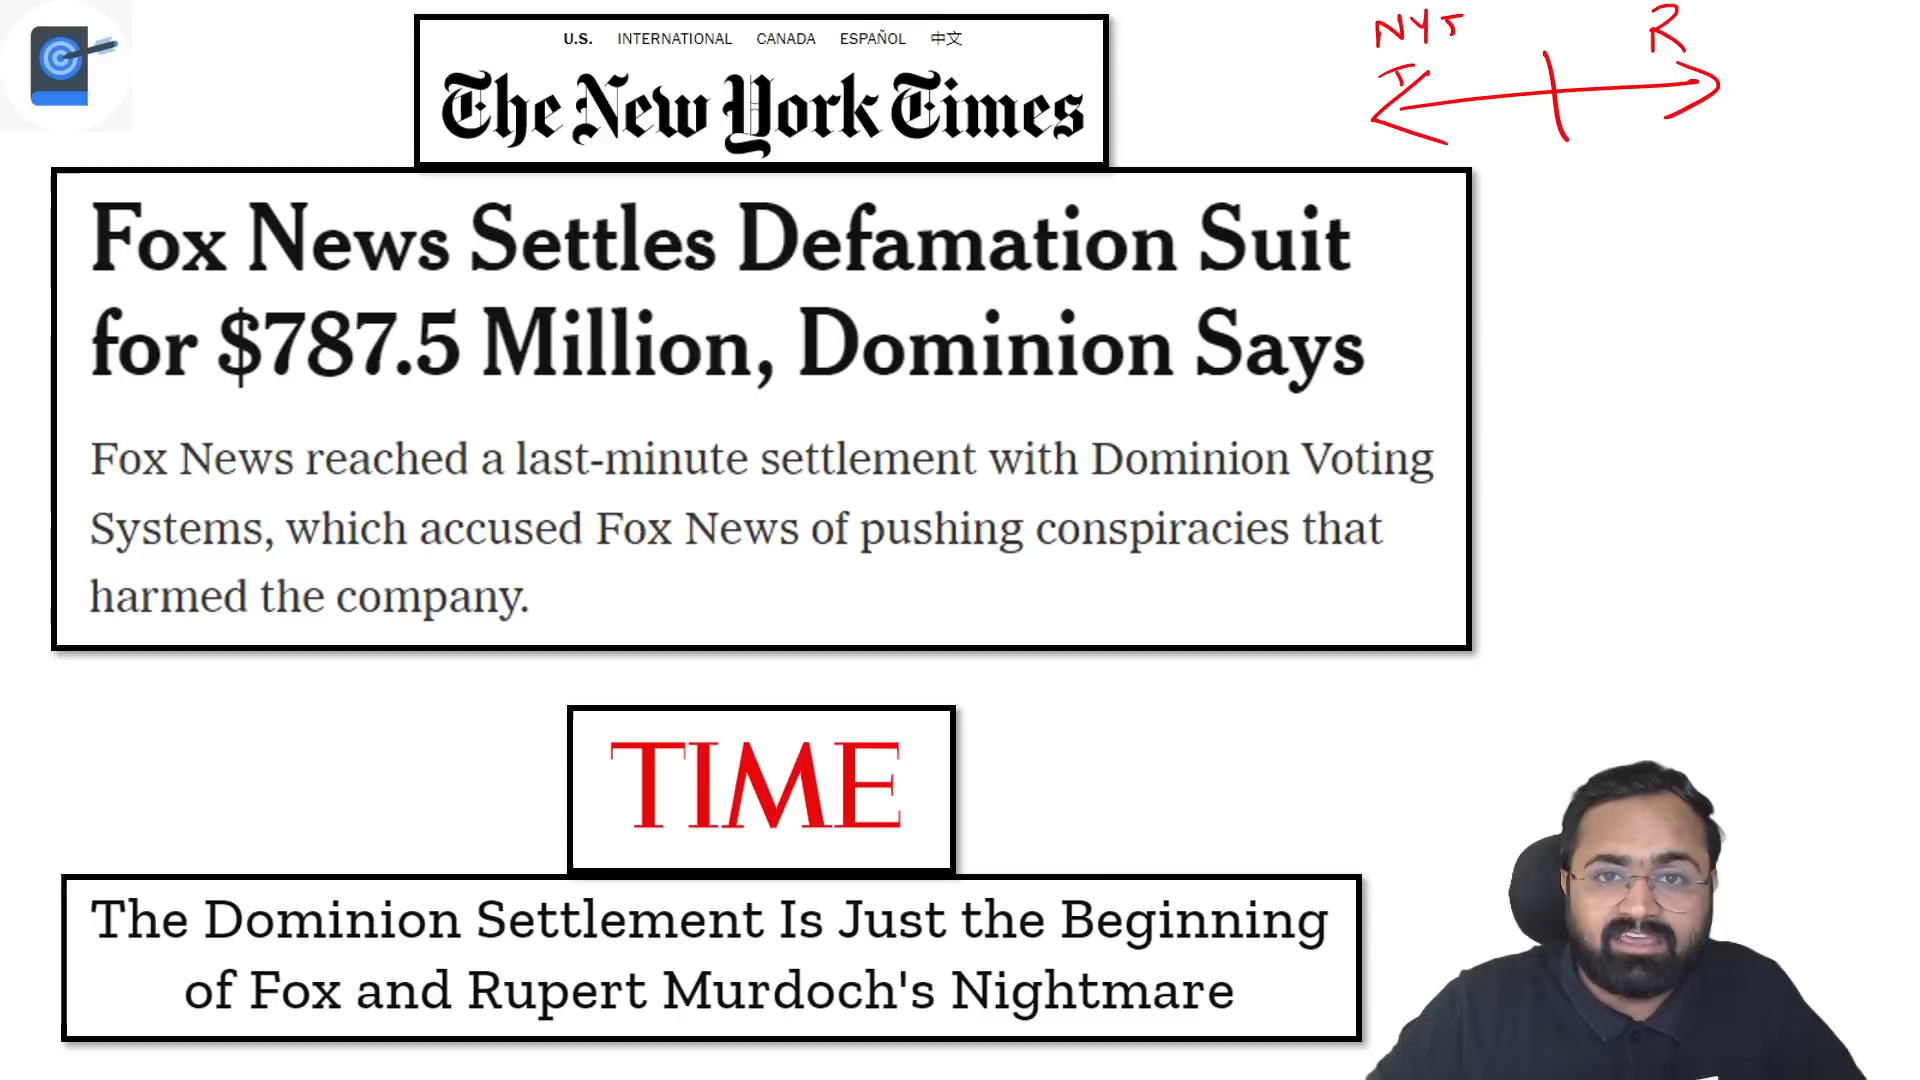 U.S. INTERNATIONAL CANADA ESPAÑOL 中文
The New York Times
NYT
R
Fox News Settles Defamation Suit
for $787.5 Million, Dominion Says
Fox News reached a last-minute settlement with Dominion Voting
Systems, which accused Fox News of pushing conspiracies that
harmed the company.
TIME
The Dominion Settlement Is Just the Beginning
of Fox and Rupert Murdoch's Nightmare